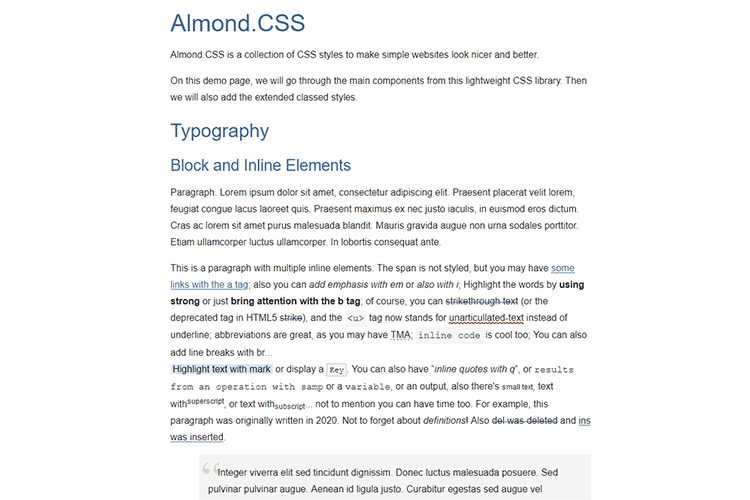 Almond.CSS
Almond.CSS is a collection of CSS styles to make simple websites look nicer and better.
On this demo page, we will go through the main components from this lightweight CSS library. Then
we will also add the extended classed styles.
Typography
Block and Inline Elements
Paragraph. Lorem ipsum dolor sit amet, consectetur adipiscing elit. Praesent placerat velit lorem,
feugiat congue lacus laoreet quis. Praesent maximus ex nec justo iaculis, in euismod eros dictum.
Cras ac lorem sit amet purus malesuada blandit. Mauris gravida augue non urna sodales porttitor.
Etiam ullamcorper luctus ullamcorper. In lobortis consequat ante.
This is a paragraph with multiple inline elements. The span is not styled, but you may have some
links with the a tag; also you can add emphasis with em or also with i; Highlight the words by using
strong or just bring attention with the b tag; of course, you can strikethrough text (or the
deprecated tag in HTML5 strike), and the <u> tag now stands for unarticullated-text instead of
underline; abbreviations are great, as you may have TMA; inline code is cool too; You can also
add line breaks with br...
Highlight text with mark or display a Key. You can also have "inline quotes with q", or results
from an operation with samp or a variable, or an output, also there's small text, text
withsuperscript, or text withsubscript... not to mention you can have time too. For example, this
paragraph was originally written in 2020. Not to forget about definitions! Also del was deleted and ins
was inserted.
“Integer viverra elit sed tincidunt dignissim. Donec luctus malesuada posuere. Sed
pulvinar pulvinar augue. Aenean id ligula justo. Curabitur egestas sed augue vel